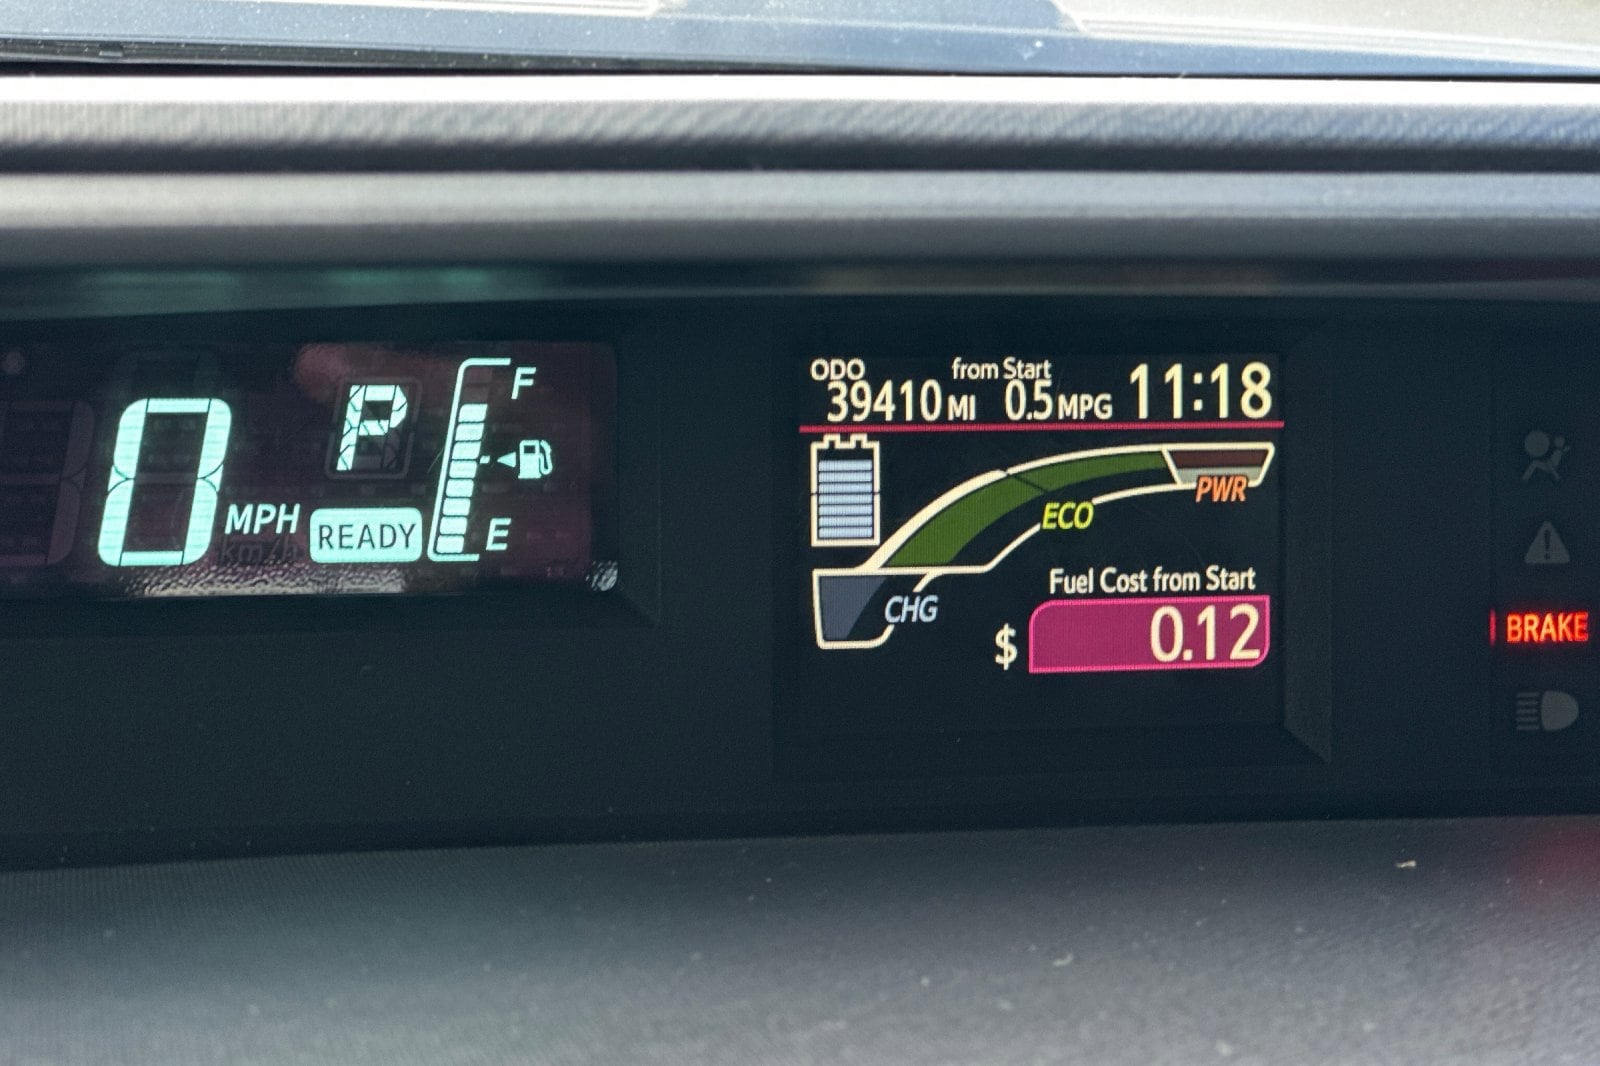 0 MPH
P
READY
F
E
ODO
39410 MI
from Start
0.5 MPG
11:18
PWR
ECO
CHG
Fuel Cost from Start
$ 0.12
BRAKE